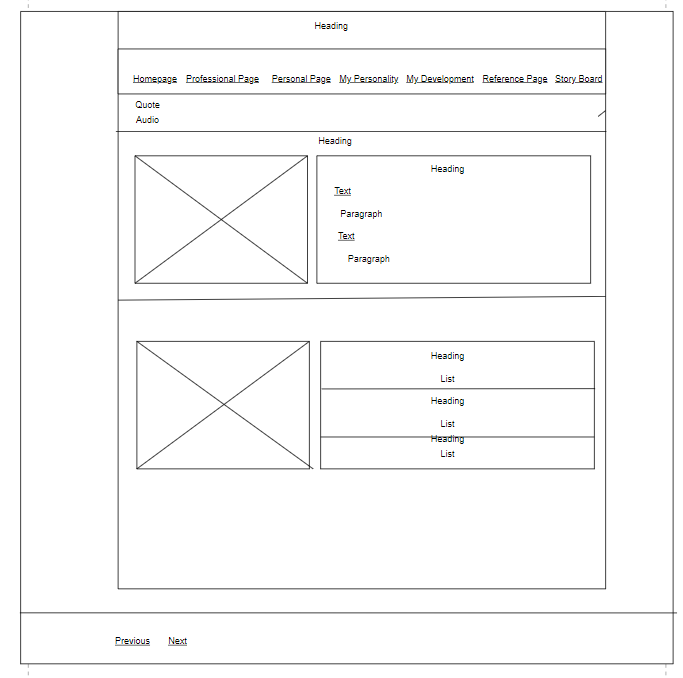 Heading
Homepage Professional Page Personal Page My Personality My Development Reference Page Story Board
Quote
Audio
Heading
Heading
Text
Paragraph
Text
Paragraph
Heading
List
Heading
List
Heading
List
Previous Next